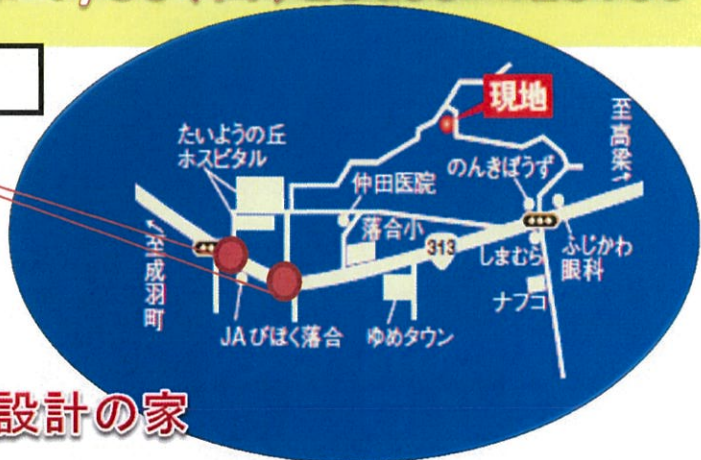 現地
至高梁
たいようの丘
ホスピタル
のんきぼうず
仲田医院
落合小
313
しまむら
ふじかわ
眼科
至成羽町
ナフコ
JAびほく落合
ゆめタウン
設計の家